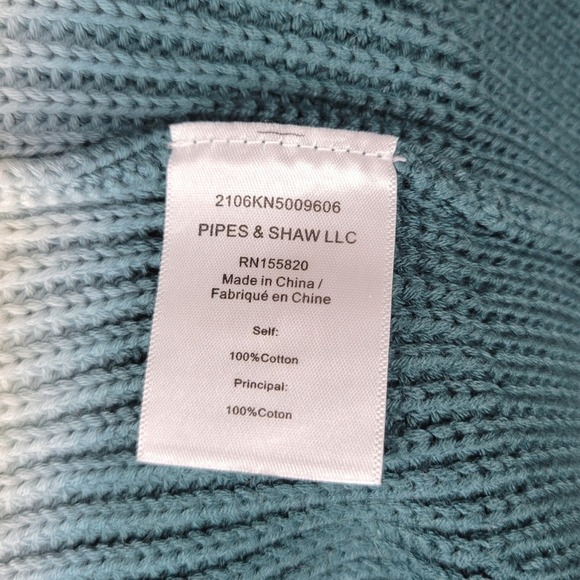 2106KN5009606
PIPES & SHAW LLC
RN155820
Made in China /
Fabriqué en Chine
Self:
100%Cotton
Principal:
100%Coton